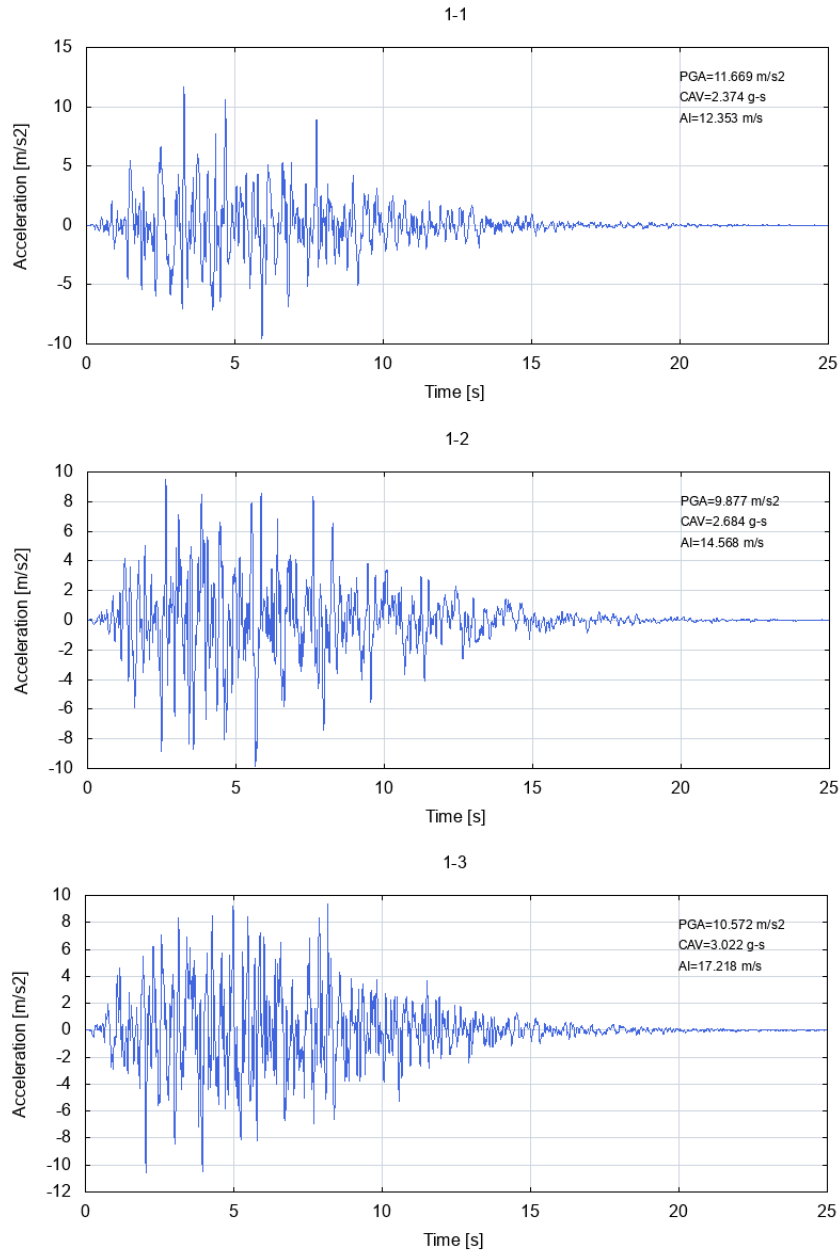 1-1
Acceleration [m/s2]
15
10
5
0
-5
-10
PGA=11.669 m/s2
CAV=2.374 g-s
AI=12.353 m/s
0 5 10 15 20 25
Time [s]
1-2
Acceleration [m/s2]
10
8
6
4
2
0
-2
-4
-6
-8
-10
PGA=9.877 m/s2
CAV=2.684 g-s
AI=14.568 m/s
0 5 10 15 20 25
Time [s]
1-3
Acceleration [m/s2]
10
8
6
4
2
0
-2
-4
-6
-8
-10
-12
PGA=10.572 m/s2
CAV=3.022 g-s
AI=17.218 m/s
0 5 10 15 20 25
Time [s]